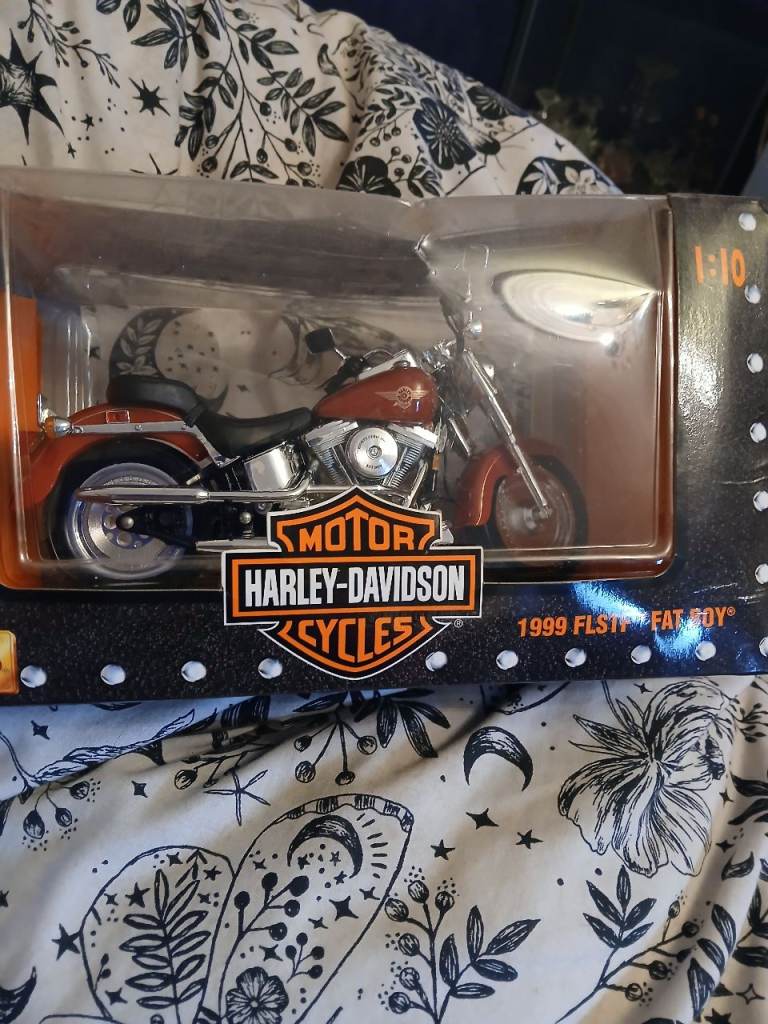 1:10
MOTOR
HARLEY-DAVIDSON
CYCLES
®
1999 FLSTF FAT BOY®